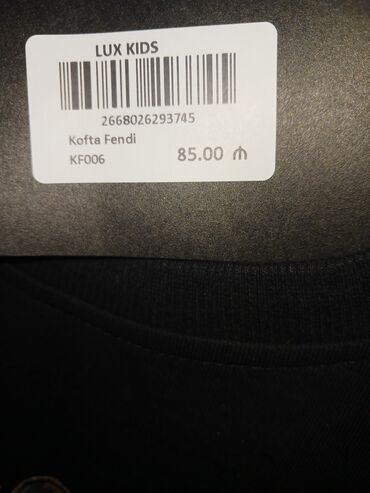 LUX KIDS
2668026293745
Kofta Fendi
KF006 85.00 ₼